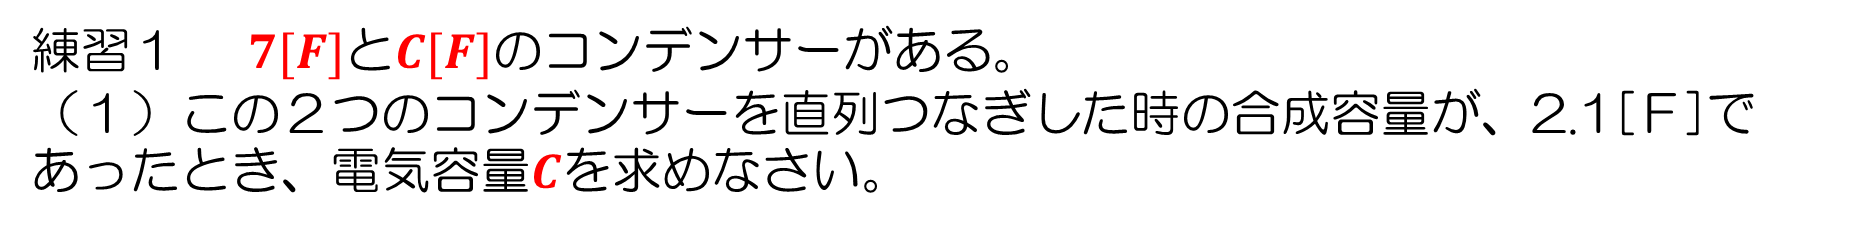 練習１　7[F]とC[F]のコンデンサーがある。
（１）この２つのコンデンサーを直列つなぎした時の合成容量が、２.１[Ｆ]で
あったとき、電気容量Cを求めなさい。